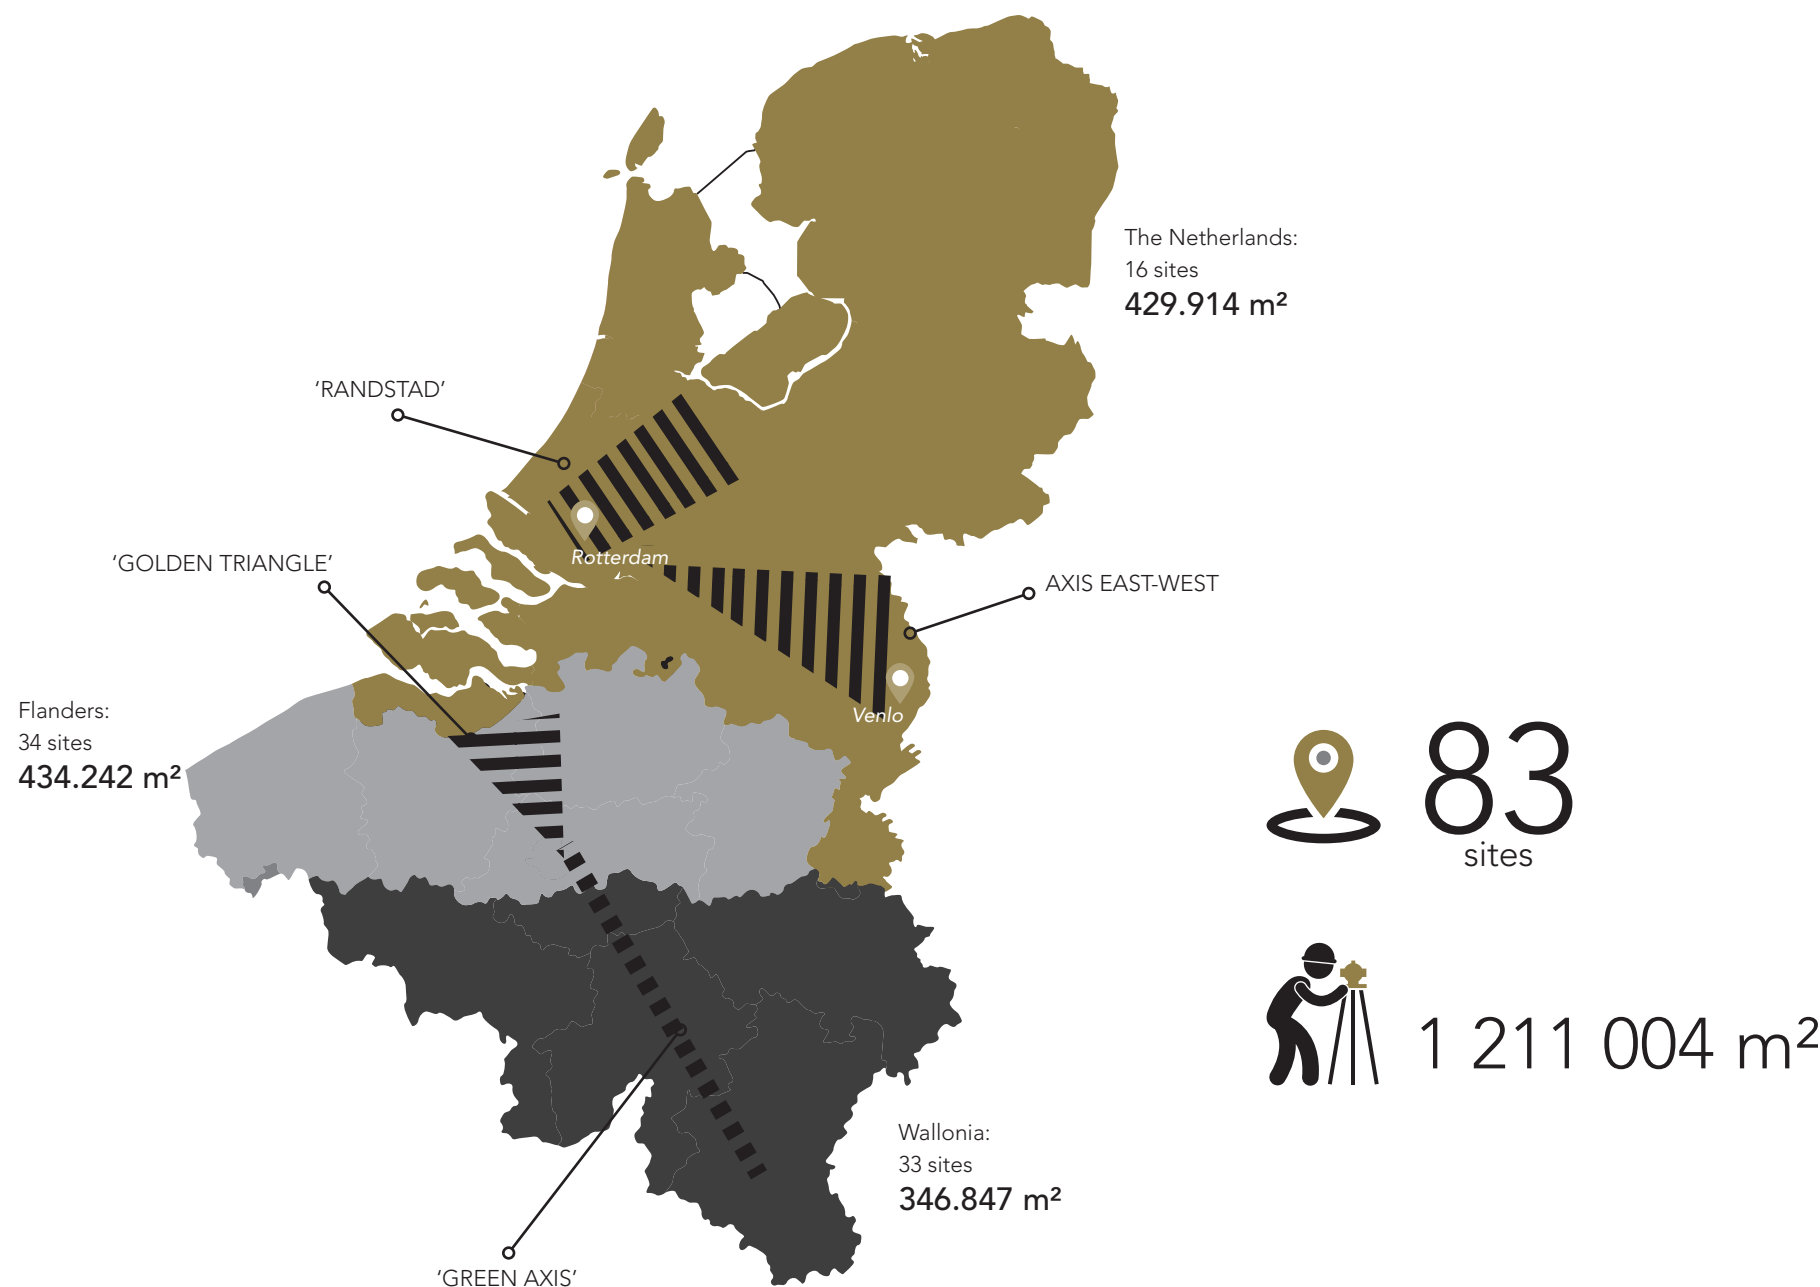 The Netherlands:
16 sites
429.914 m²
'RANDSTAD'
Rotterdam
'GOLDEN TRIANGLE'
AXIS EAST-WEST
Venlo
Flanders:
34 sites
434.242 m²
83
sites
1 211 004 m²
Wallonia:
33 sites
346.847 m²
'GREEN AXIS'